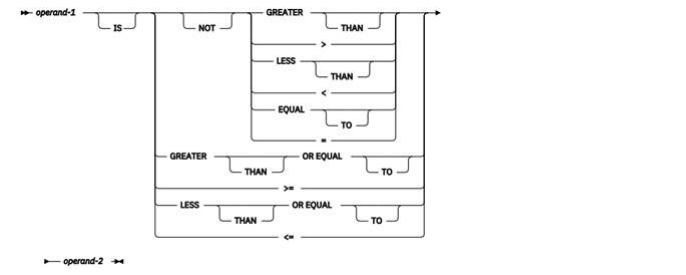 operand-1 IS NOT GREATER THAN
>
LESS THAN
<
EQUAL TO
=
GREATER THAN OR EQUAL TO
>=
LESS THAN OR EQUAL TO
<=
operand-2